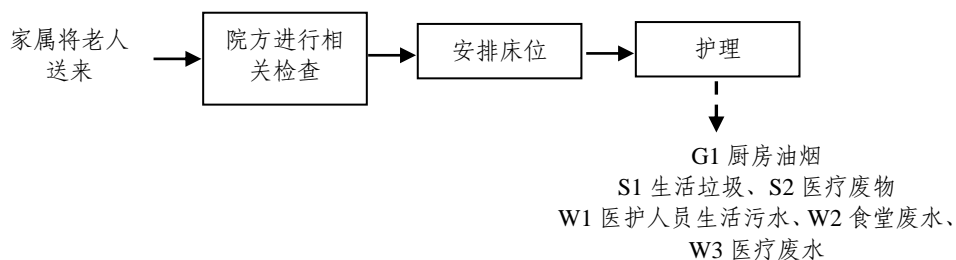 家属将老人
送来
院方进行相
关检查
安排床位
护理
G1 厨房油烟
S1 生活垃圾、S2 医疗废物
W1 医护人员生活污水、W2 食堂废水、
W3 医疗废水